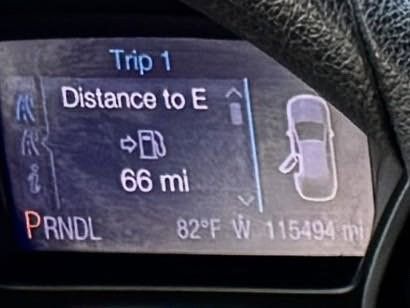 Trip 1
Distance to E
66 mi
PRNDL 82°F W 115494 mi